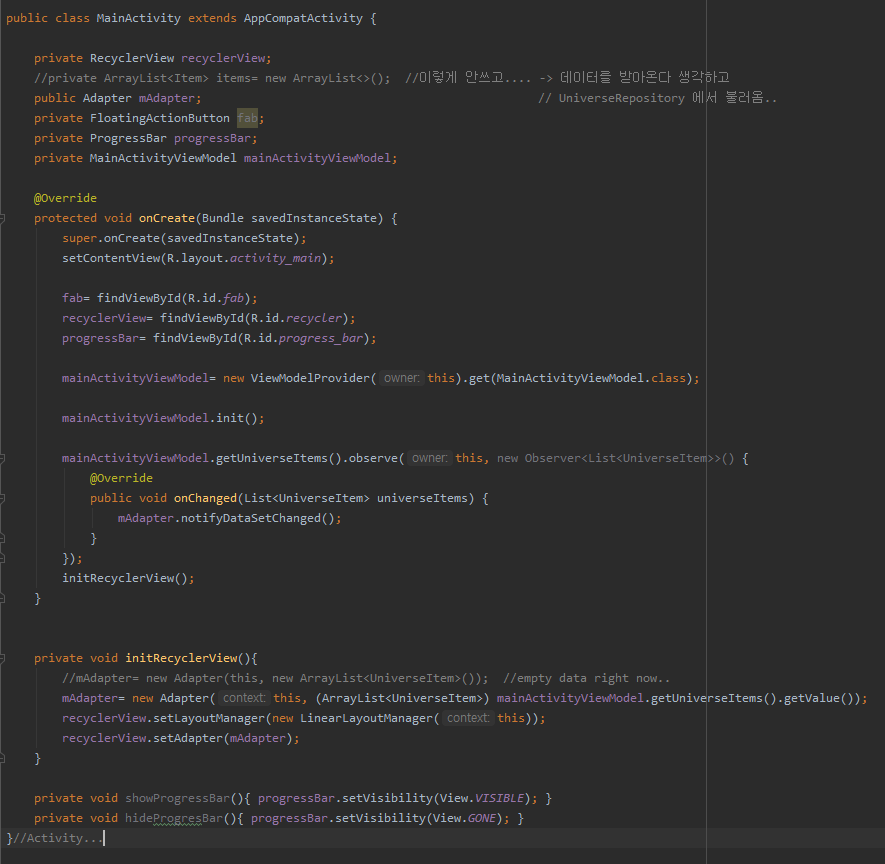 public class MainActivity extends AppCompatActivity {
private RecyclerView recyclerView;
//private ArrayList<Item> items= new ArrayList<>(); //이렇게 안쓰고.... -> 데이터를 받아온다 생각하고
public Adapter mAdapter; // UniverseRepository 에서 불러옴..
private FloatingActionButton fab;
private ProgressBar progressBar;
private MainActivityViewModel mainActivityViewModel;
@Override
protected void onCreate(Bundle savedInstanceState) {
super.onCreate(savedInstanceState);
setContentView(R.layout.activity_main);
fab= findViewById(R.id.fab);
recyclerView= findViewById(R.id.recycler);
progressBar= findViewById(R.id.progress_bar);
mainActivityViewModel= new ViewModelProvider( owner: this).get(MainActivityViewModel.class);
mainActivityViewModel.init();
mainActivityViewModel.getUniverseItems().observe( owner: this, new Observer<List<UniverseItem>>() {
@Override
public void onChanged(List<UniverseItem> universeItems) {
mAdapter.notifyDataSetChanged();
}
});
initRecyclerView();
}
private void initRecyclerView(){
//mAdapter= new Adapter(this, new ArrayList<UniverseItem>()); //empty data right now..
mAdapter= new Adapter( context: this, (ArrayList<UniverseItem>) mainActivityViewModel.getUniverseItems().getValue());
recyclerView.setLayoutManager(new LinearLayoutManager( context: this));
recyclerView.setAdapter(mAdapter);
}
private void showProgressBar(){ progressBar.setVisibility(View.VISIBLE); }
private void hideProgresBar(){ progressBar.setVisibility(View.GONE); }
}//Activity...